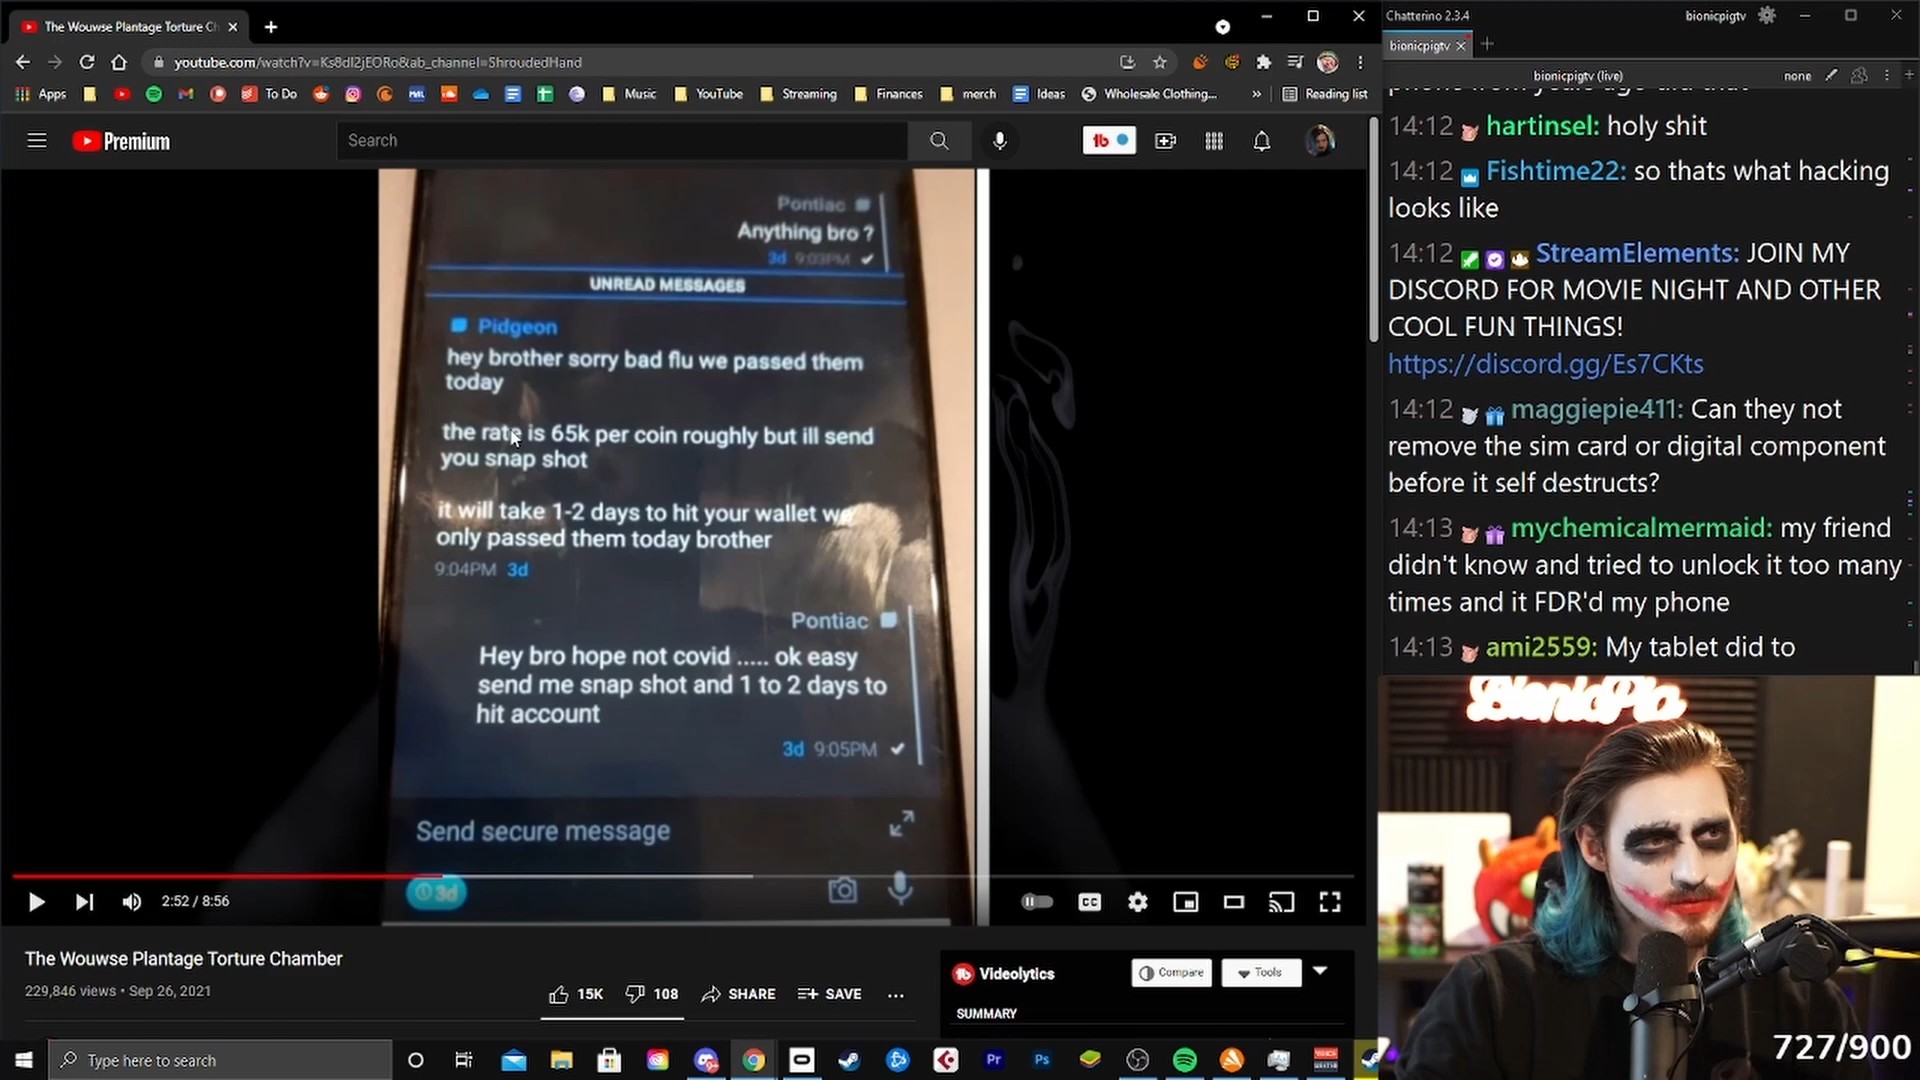 The Wouwse Plantage Torture Ch
youtube.com/watch?v=Ks8dI2jEORo&ab_channel=ShroudedHand
Apps
To Do
Music
YouTube
Streaming
Finances
merch
Ideas
Wholesale Clothing...
»
Reading list
Premium
Search
Pontiac
Anything bro ?
3d 9:03PM
UNREAD MESSAGES
Pidgeon
hey brother sorry bad flu we passed them
today
the rate is 65k per coin roughly but ill send
you snap shot
it will take 1-2 days to hit your wallet we
only passed them today brother
9:04PM 3d
Pontiac
Hey bro hope not covid ..... ok easy
send me snap shot and 1 to 2 days to
hit account
3d 9:05PM
Send secure message
3d
2:52 / 8:56
CC
The Wouwse Plantage Torture Chamber
229,846 views • Sep 26, 2021
15K
108
SHARE
SAVE
...
Videolytics
Compare
Tools
SUMMARY
Type here to search
Pr
Ps
Chatterino 2.3.4
bionicpigtv
bionicpigtv
bionicpigtv (live)
none
14:12 hartinsel: holy shit
14:12 Fishtime22: so thats what hacking
looks like
14:12 StreamElements: JOIN MY
DISCORD FOR MOVIE NIGHT AND OTHER
COOL FUN THINGS!
https://discord.gg/Es7CKts
14:12 maggiepie411: Can they not
remove the sim card or digital component
before it self destructs?
14:13 mychemicalmermaid: my friend
didn't know and tried to unlock it too many
times and it FDR'd my phone
14:13 ami2559: My tablet did to
BionicPig
727/900